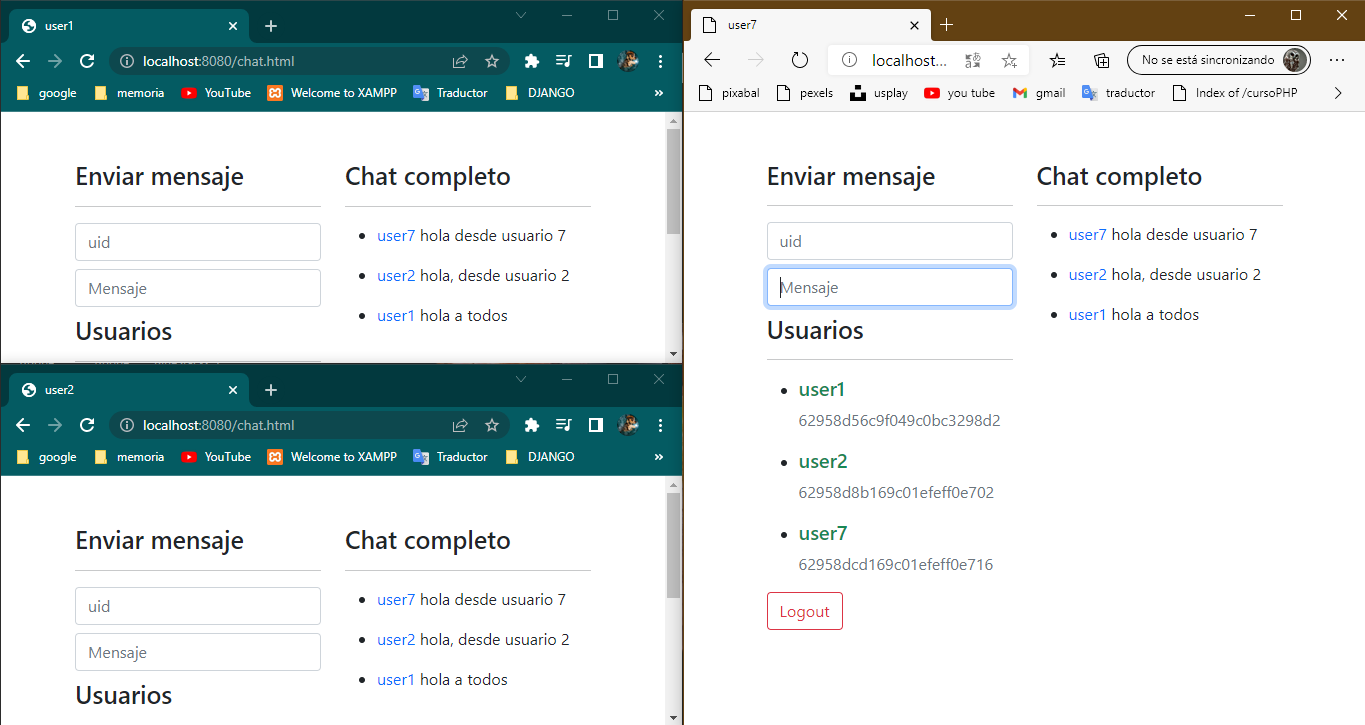 user1
localhost:8080/chat.html
google memoria YouTube Welcome to XAMPP Traductor DJANGO »
Enviar mensaje
uid
Mensaje
Usuarios
Chat completo
user7 hola desde usuario 7
user2 hola, desde usuario 2
user1 hola a todos
user2
localhost:8080/chat.html
google memoria YouTube Welcome to XAMPP Traductor DJANGO »
Enviar mensaje
uid
Mensaje
Usuarios
Chat completo
user7 hola desde usuario 7
user2 hola, desde usuario 2
user1 hola a todos
user7
localhost... No se está sincronizando
pixabal pexels usplay you tube gmail traductor Index of /cursoPHP
Enviar mensaje
uid
Mensaje
Usuarios
user1
62958d56c9f049c0bc3298d2
user2
62958d8b169c01efeff0e702
user7
62958dcd169c01efeff0e716
Logout
Chat completo
user7 hola desde usuario 7
user2 hola, desde usuario 2
user1 hola a todos